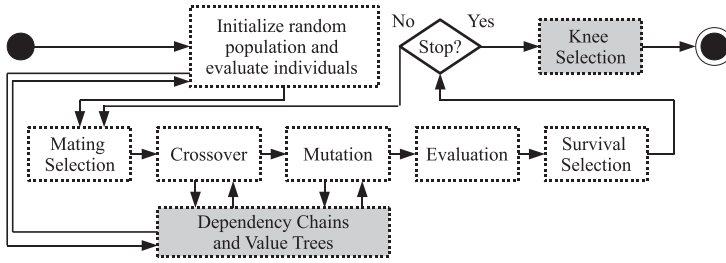 Initialize random
population and
evaluate individuals
No
Yes
Stop?
Knee
Selection
Mating
Selection
Crossover
Mutation
Evaluation
Survival
Selection
Dependency Chains
and Value Trees